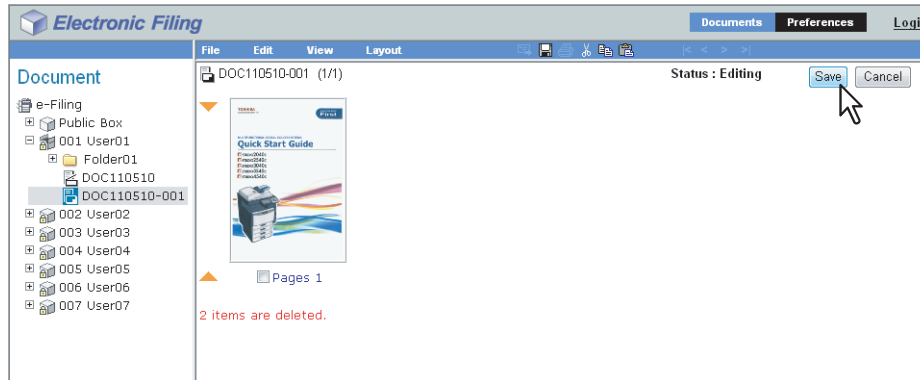 Electronic Filing
Documents Preferences Logi
File Edit View Layout
Document
e-Filing
Public Box
001 User01
Folder01
DOC110510
DOC110510-001
002 User02
003 User03
004 User04
005 User05
006 User06
007 User07
DOC110510-001 (1/1)
Status : Editing
Save Cancel
TOSHIBA
First
Quick Start Guide
Pages 1
2 items are deleted.